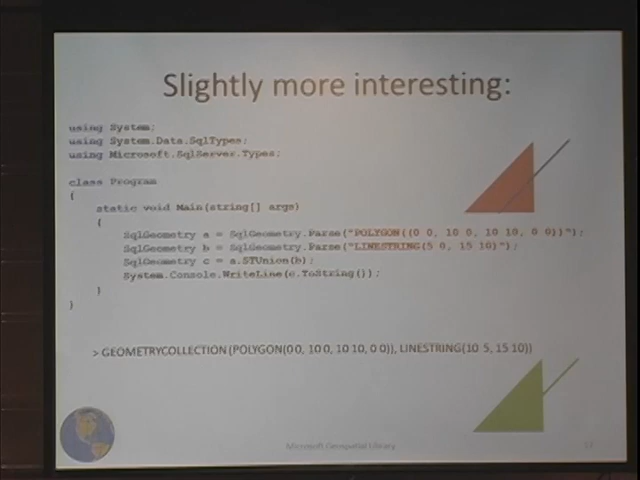 Slightly more interesting:
using System;
using System.Data.SqlTypes;
using Microsoft.SqlServer.Types;
class Program
{
static void Main(string[] args)
{
SqlGeometry a = SqlGeometry.Parse("POLYGON((0 0, 10 0, 10 10, 0 0))");
SqlGeometry b = SqlGeometry.Parse("LINESTRING(5 0, 15 10)");
SqlGeometry c = a.STUnion(b);
System.Console.WriteLine(c.ToString());
}
}
> GEOMETRYCOLLECTION (POLYGON(0 0, 10 0, 10 10, 0 0)), LINESTRING(10 5, 15 10))
Microsoft Geospatial Library